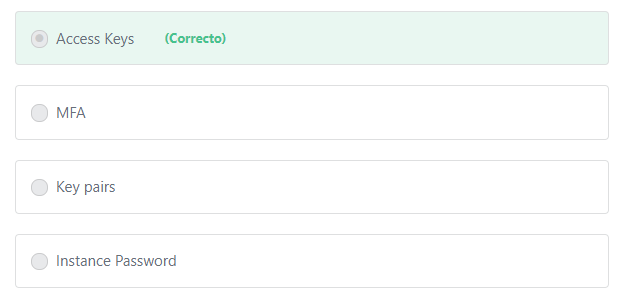 Access Keys (Correcto)
MFA
Key pairs
Instance Password